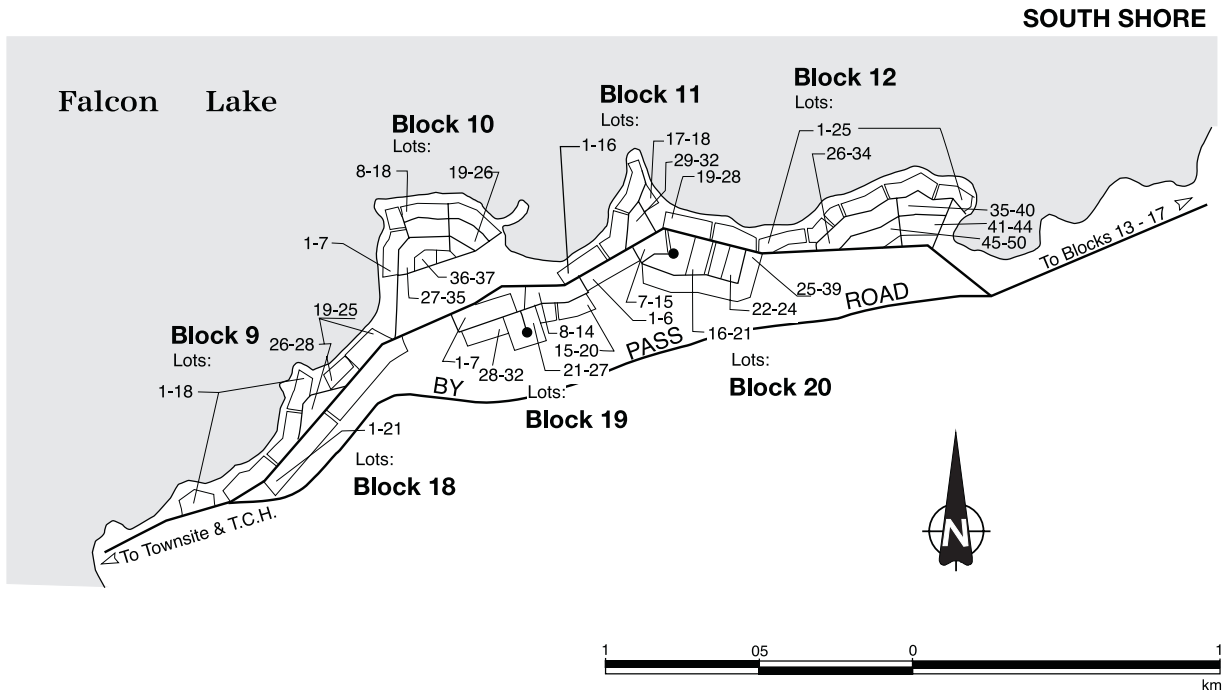 SOUTH SHORE
Falcon Lake
Block 12
Lots:
1-25
26-34
35-40
41-44
45-50
Block 11
Lots:
1-16
17-18
29-32
19-28
Block 10
Lots:
8-18
19-26
1-7
36-37
27-35
Block 9
Lots:
19-25
26-28
1-18
To Blocks 13 - 17
25-39
22-24
16-21
7-15
1-6
Lots:
Block 20
8-14
15-20
21-27
1-7
28-32
Lots:
Block 19
1-21
Lots:
Block 18
BY PASS ROAD
To Townsite & T.C.H.
N
1 05 0 1
km